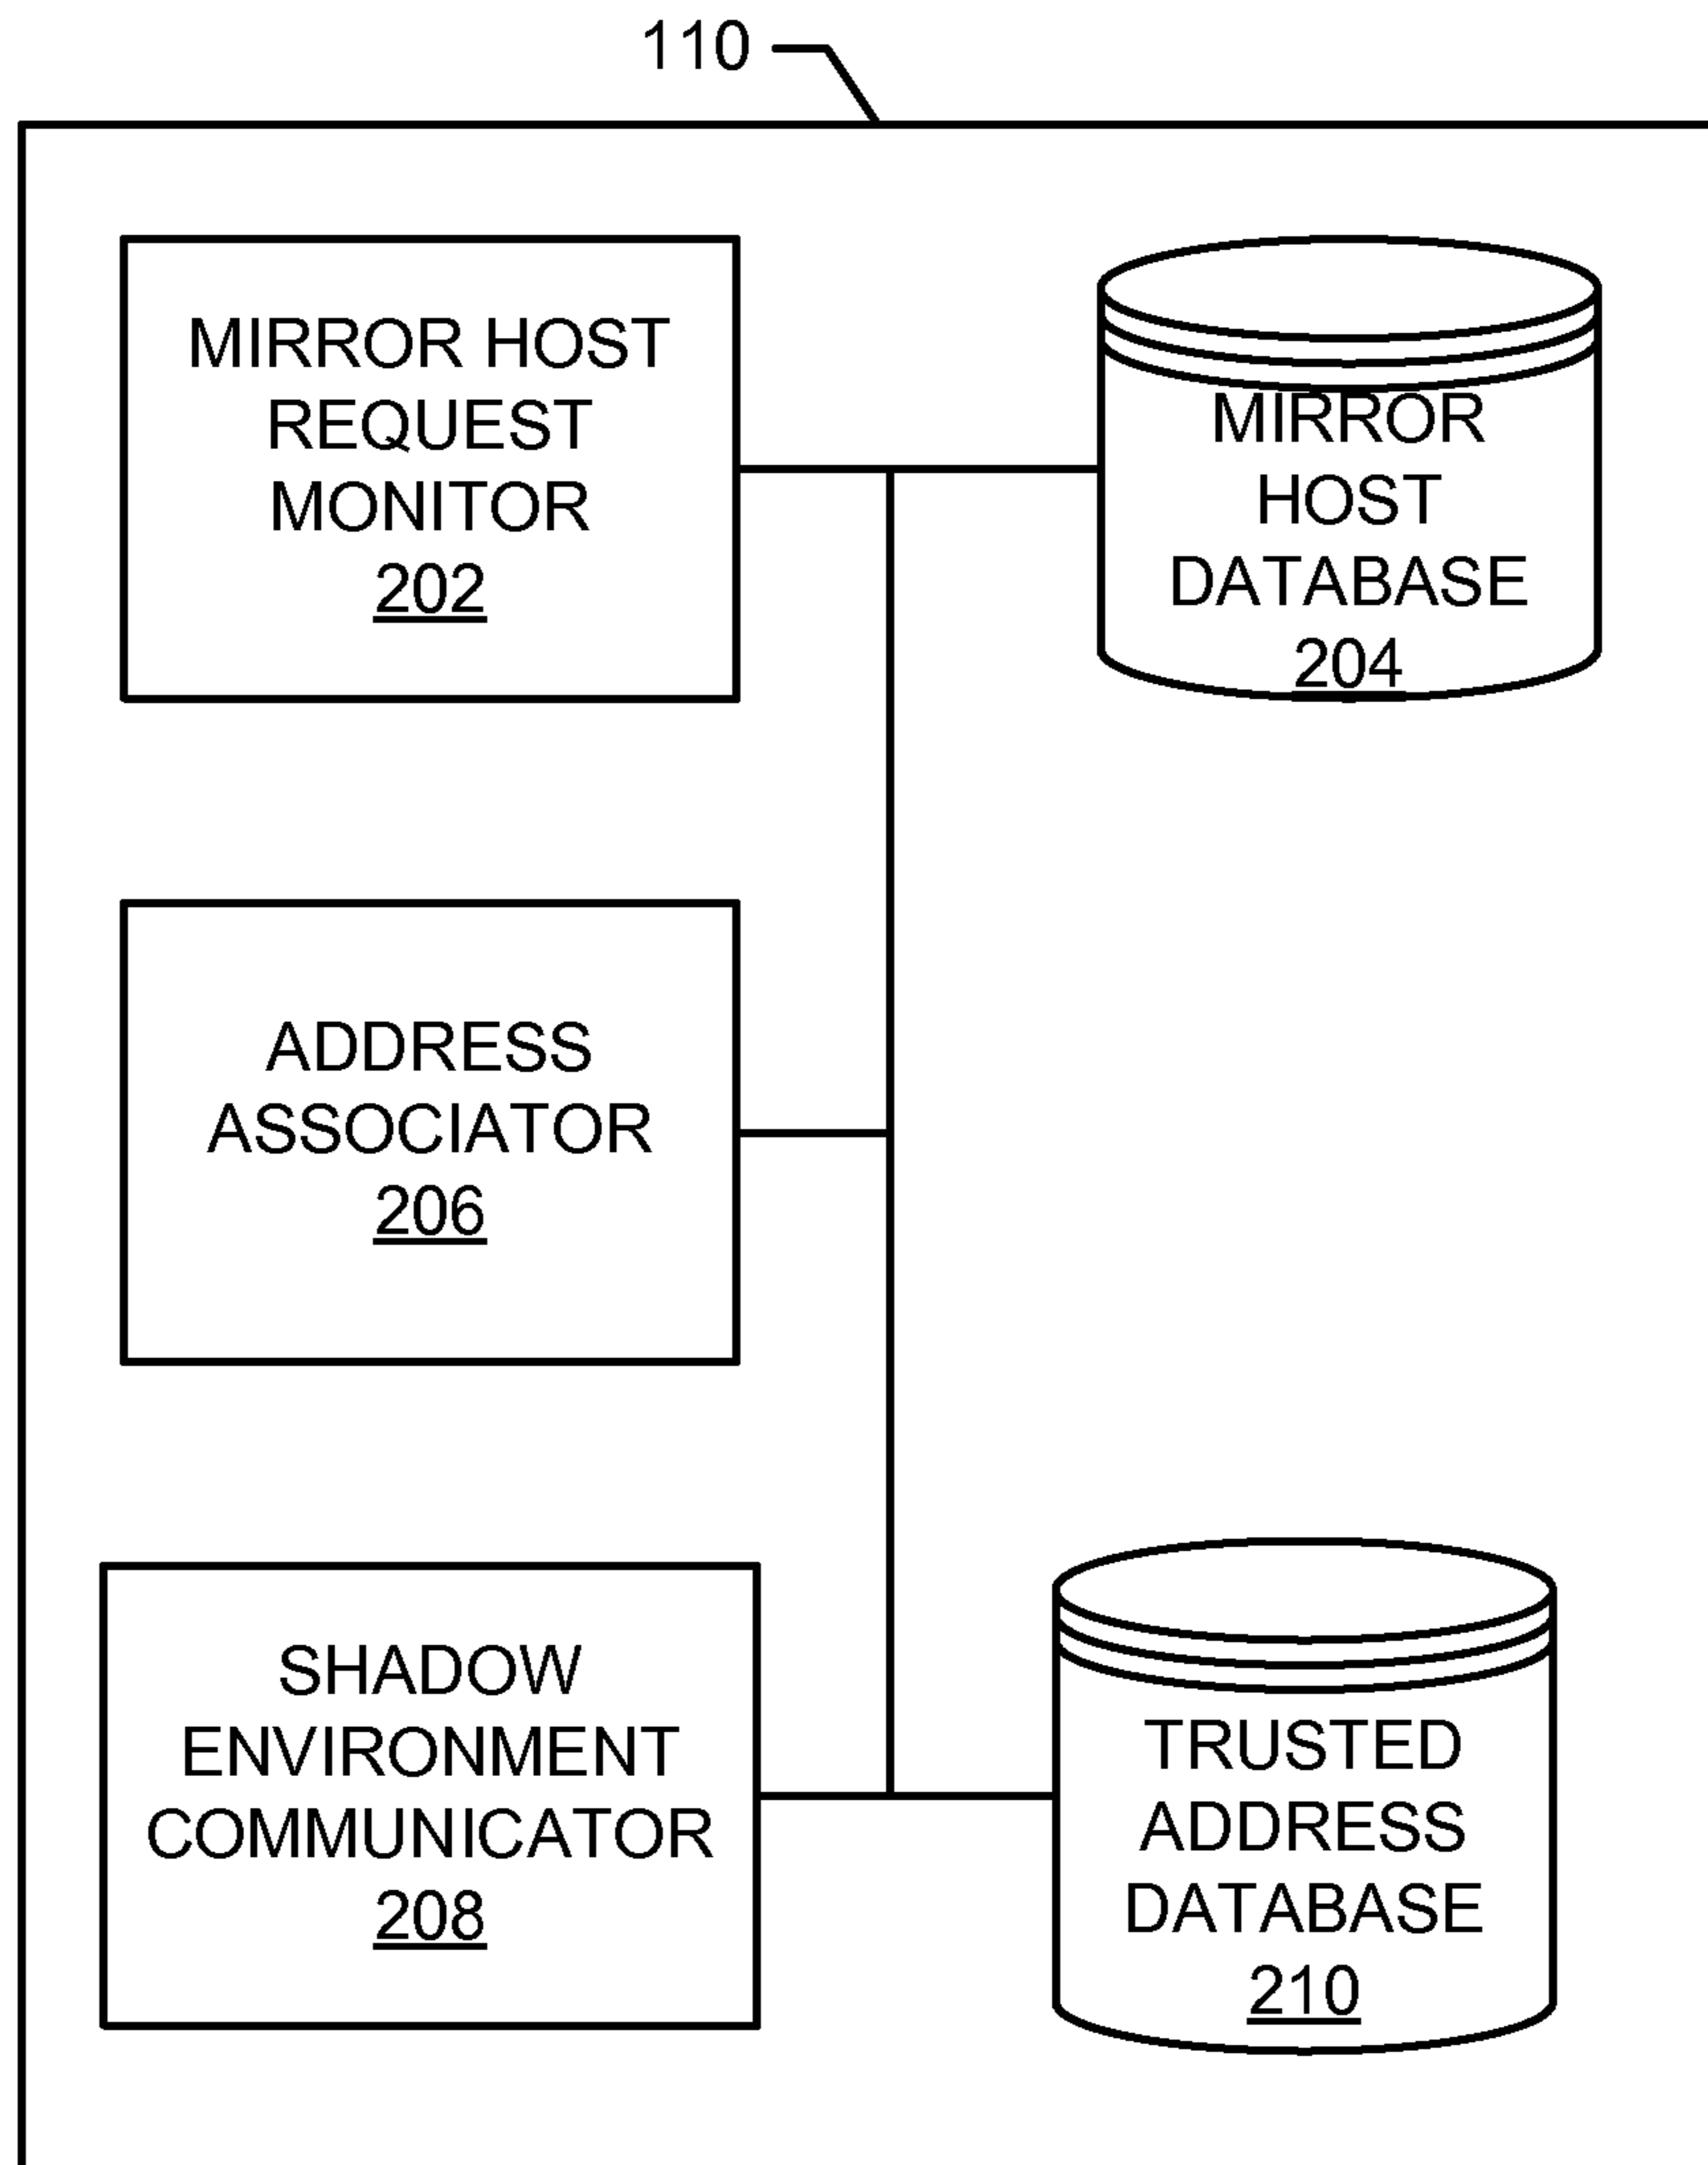 110
MIRROR HOST
REQUEST
MONITOR
202
MIRROR
HOST
DATABASE
204
ADDRESS
ASSOCIATOR
206
SHADOW
ENVIRONMENT
COMMUNICATOR
208
TRUSTED
ADDRESS
DATABASE
210